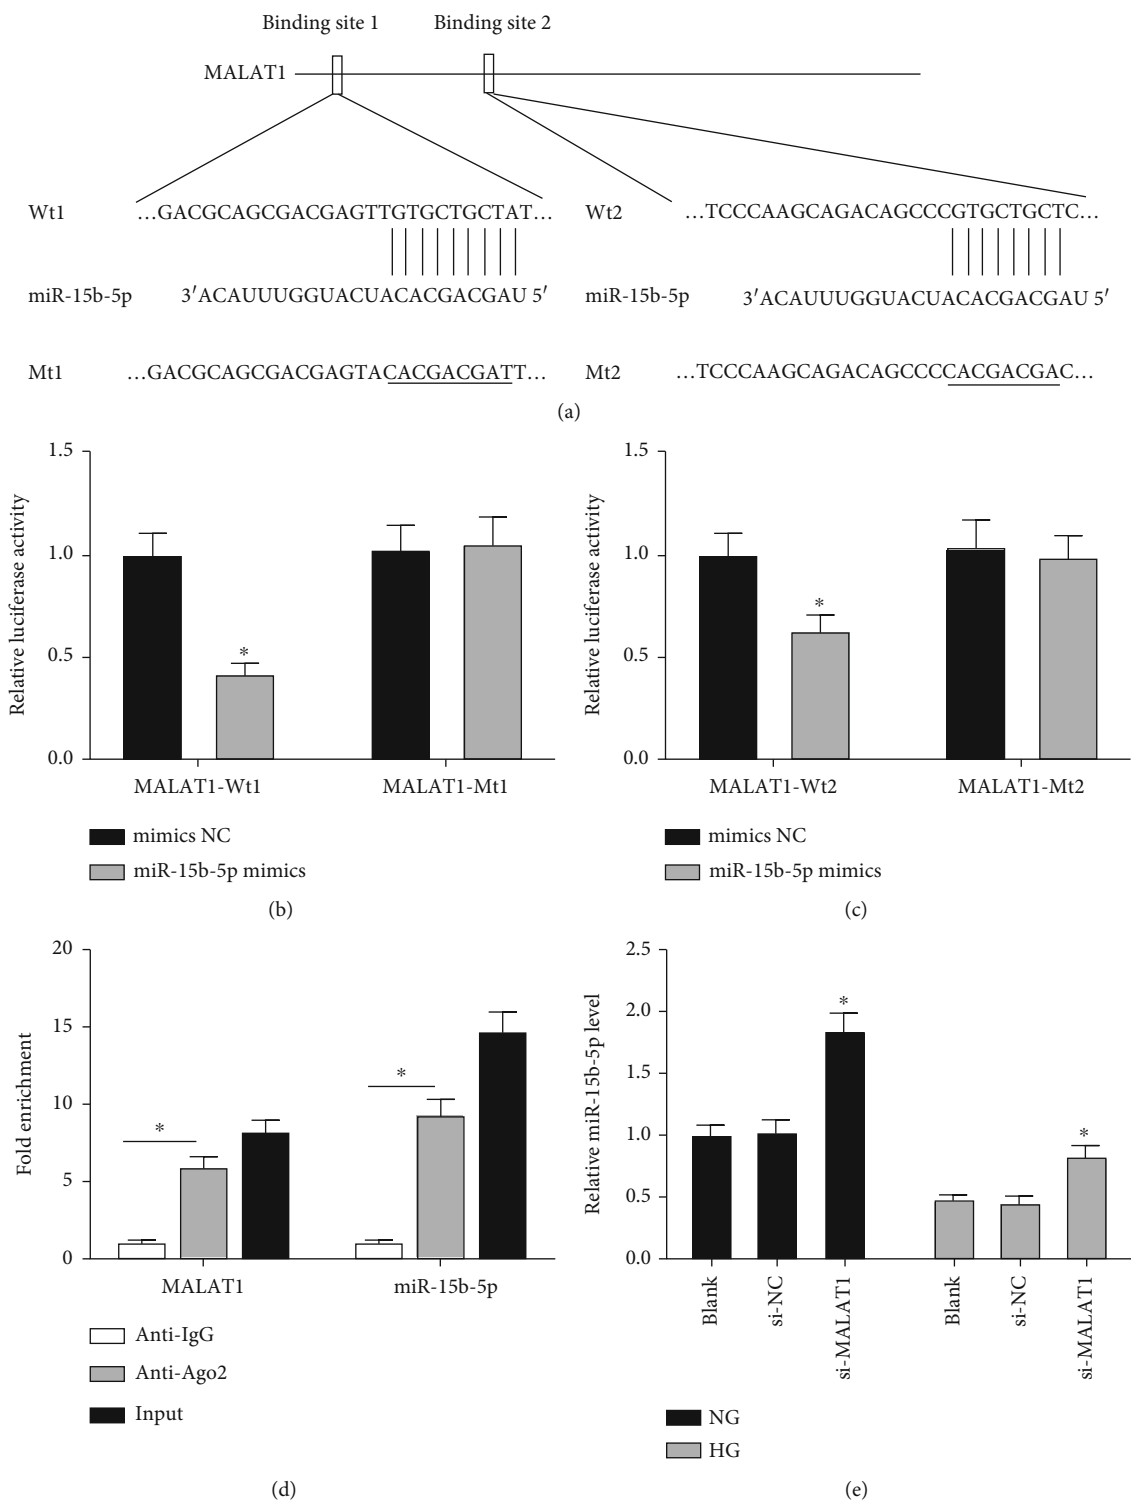 Binding site 1 Binding site 2
MALAT1
Wt1 …GACGCAGCGACGAGTTGTGCTGCTAT… Wt2 …TCCCAAGCAGACAGCCCGTGCTGCTC…
miR-15b-5p 3′ACAUUUGGUACUACACGACGAU 5′ miR-15b-5p 3′ACAUUUGGUACUACACGACGAU 5′
Mt1 …GACGCAGCGACGAGTACACGACGATT… Mt2 …TCCCAAGCAGACAGCCCCACGACGAC…
(a)
Relative luciferase activity
1.5
1.0
0.5
0.0
*
MALAT1-Wt1 MALAT1-Mt1
mimics NC
miR-15b-5p mimics
(b)
Relative luciferase activity
1.5
1.0
0.5
0.0
*
MALAT1-Wt2 MALAT1-Mt2
mimics NC
miR-15b-5p mimics
(c)
Fold enrichment
20
15
10
5
0
* *
MALAT1 miR-15b-5p
Anti-IgG
Anti-Ago2
Input
(d)
Relative miR-15b-5p level
2.5
2.0
1.5
1.0
0.5
0.0
* *
Blank si-NC si-MALAT1 Blank si-NC si-MALAT1
NG
HG
(e)